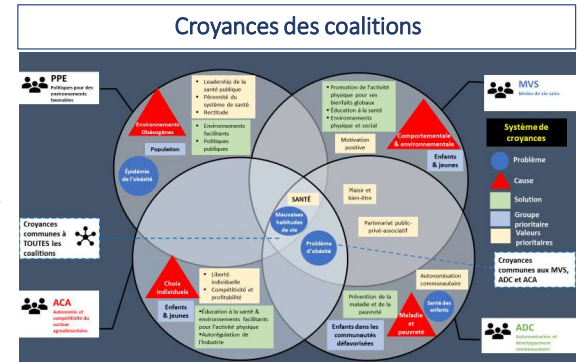 Croyances des coalitions
PPE
Politiques pour des
environnements
favorables
Leadership de la
santé publique
Pérennité du
système de santé
Rectitude
Environnements
Obésogènes
Environnements
facilitants
Politiques
publiques
Population
Épidémie
de l'obésité
Promotion de l'activité
physique pour ses
bienfaits globaux
Éducation à la santé
Environnements
physique et social
Comportementale
& environnementale
Motivation
positive
Enfants
& jeunes
MVS
Modes de vie sains
Système de
croyances
Problème
Cause
Solution
Groupe
prioritaire
Valeurs
prioritaires
Plaisir et
bien-être
SANTÉ
Mauvaises
habitudes
de vie
Partenariat public-
privé-associatif
Problème
d'obésité
Croyances
communes à
TOUTES les
coalitions
Croyances
communes aux MVS,
ADC et ACA
ACA
Autonomie et
compétitivité du
secteur
agroalimentaire
Choix
individuels
Liberté
individuelle
Compétitivité et
profitabilité
Enfants
& jeunes
Éducation à la santé &
environnements facilitants
pour l'activité physique
Autorégulation de
l'industrie
Autonomisation
communautaire
Prévention de la
maladie et de la
pauvreté
Santé des
enfants
Maladie
et
pauvreté
Enfants dans les
communautés
défavorisées
ADC
Autonomisation et
développement
communautaire